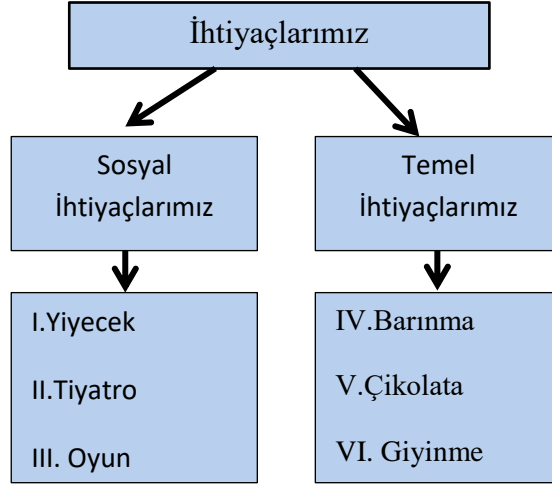 İhtiyaçlarımız
Sosyal
İhtiyaçlarımız
Temel
İhtiyaçlarımız
I.Yiyecek
II.Tiyatro
III. Oyun
IV.Barınma
V.Çikolata
VI. Giyinme